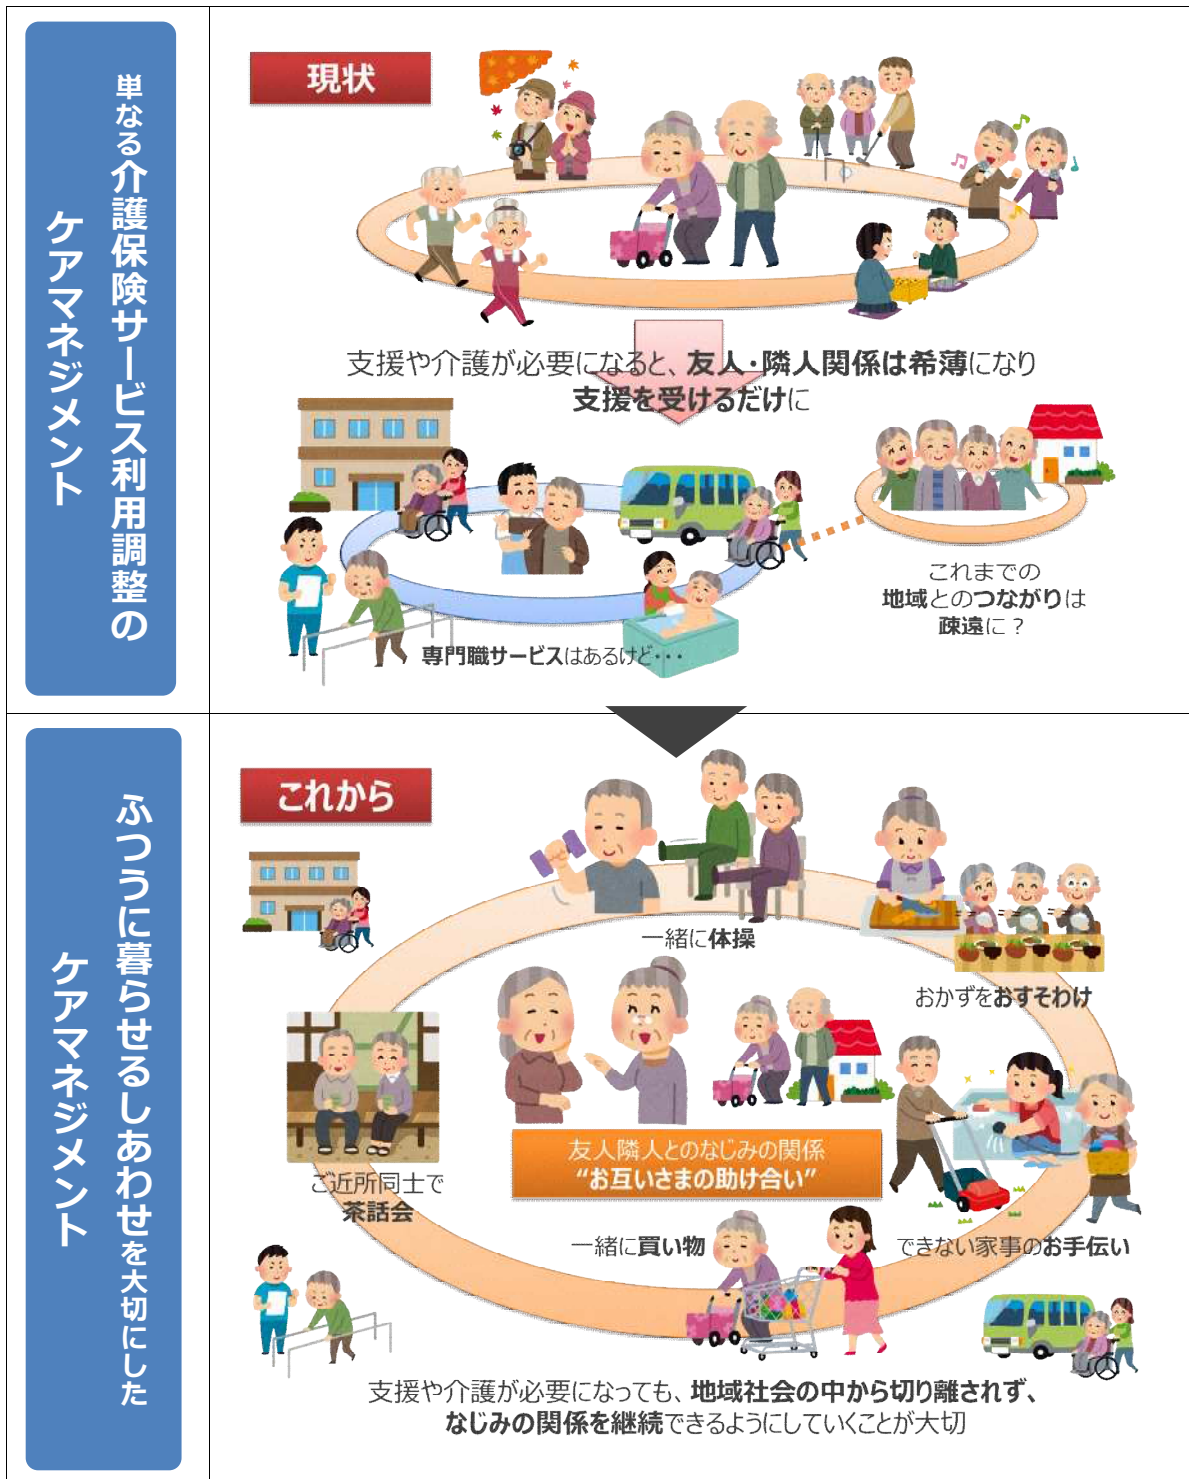 単なる介護保険サービス利用調整の
ケアマネジメント
現状
支援や介護が必要になると、友人・隣人関係は希薄になり
支援を受けるだけに
これまでの
地域とのつながりは
疎遠に？
専門職サービスはあるけど・・・
ふつうに暮らせるしあわせを大切にした
ケアマネジメント
これから
一緒に体操
おかずをおすそわけ
友人隣人とのなじみの関係
“お互いさまの助け合い”
ご近所同士で
茶話会
一緒に買い物
できない家事のお手伝い
支援や介護が必要になっても、地域社会の中から切り離されず、
なじみの関係を継続できるようにしていくことが大切